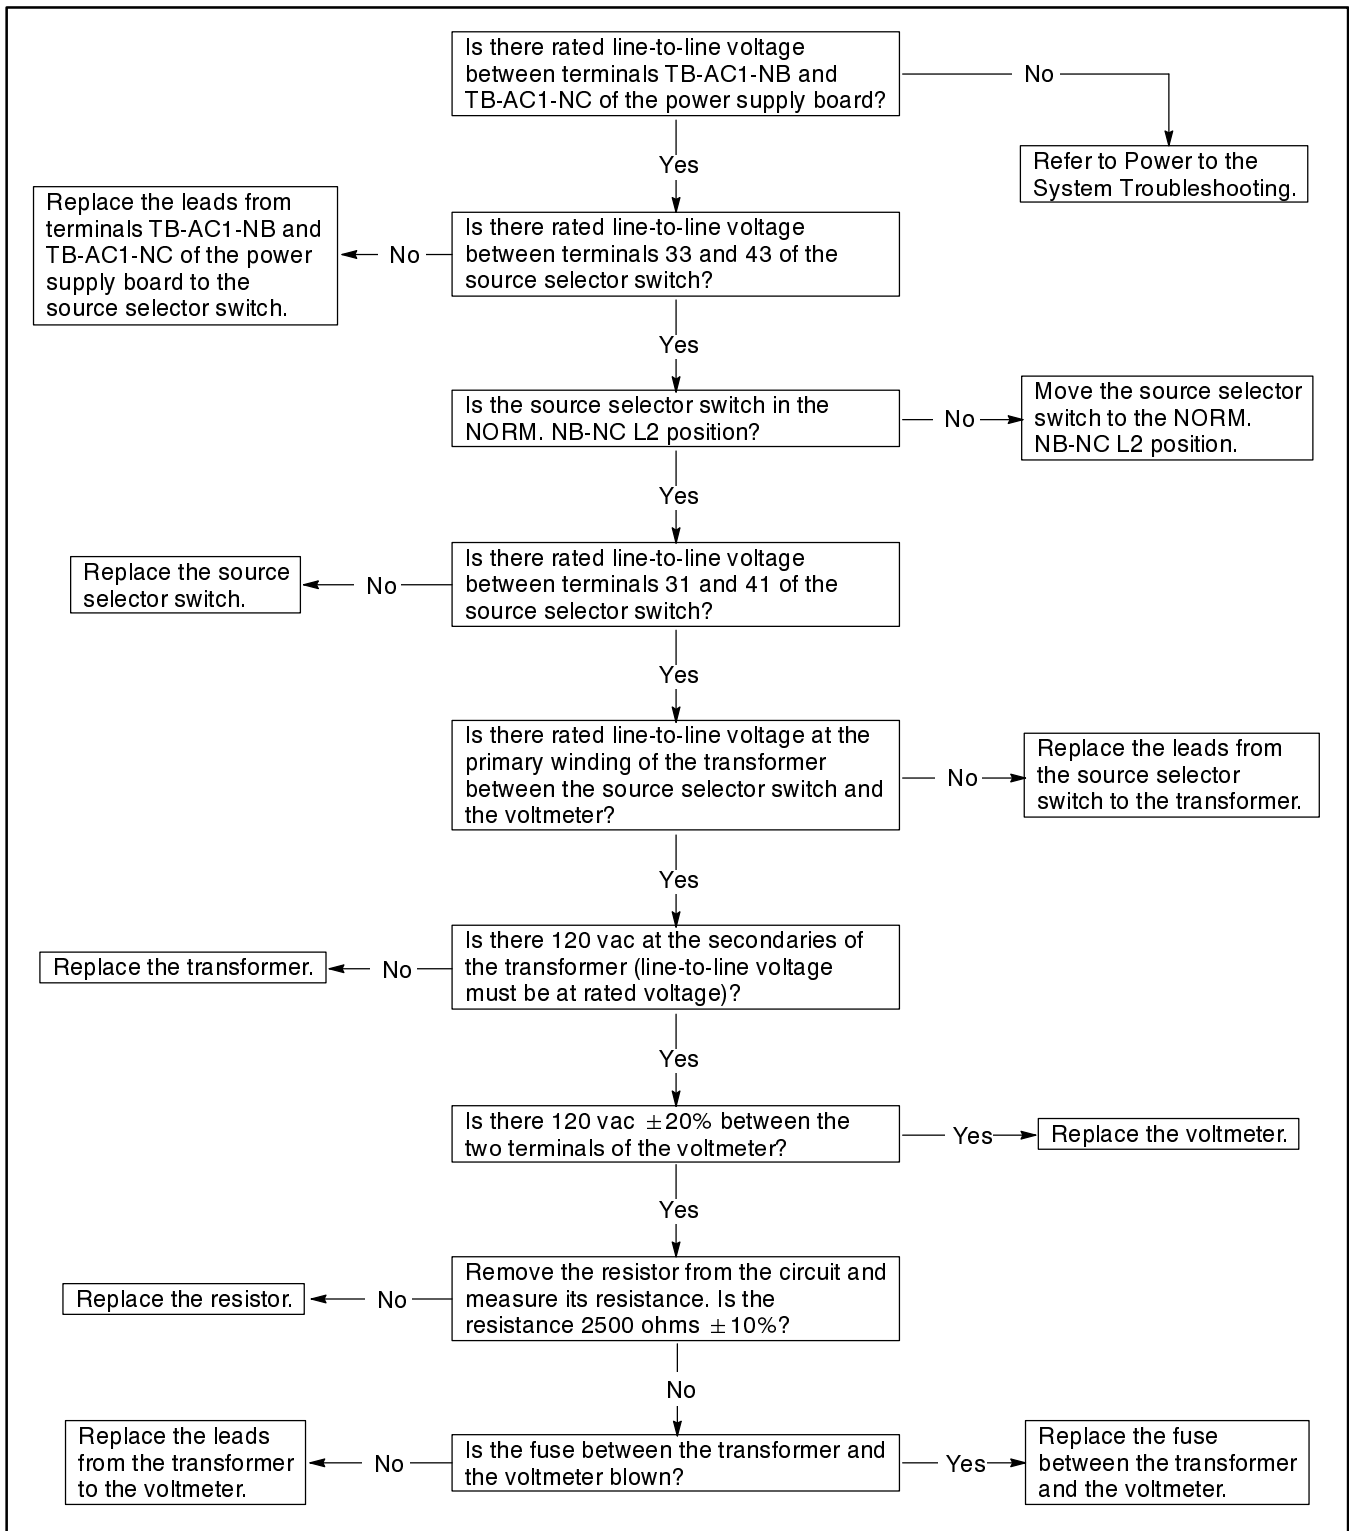 Is there rated line-to-line voltage
between terminals TB-AC1-NB and
TB-AC1-NC of the power supply board?
No
Refer to Power to the
System Troubleshooting.
Yes
Replace the leads from
terminals TB-AC1-NB and
TB-AC1-NC of the power
supply board to the
source selector switch.
No
Is there rated line-to-line voltage
between terminals 33 and 43 of the
source selector switch?
Yes
Is the source selector switch in the
NORM. NB-NC L2 position?
No
Move the source selector
switch to the NORM.
NB-NC L2 position.
Yes
Replace the source
selector switch.
No
Is there rated line-to-line voltage
between terminals 31 and 41 of the
source selector switch?
Yes
Is there rated line-to-line voltage at the
primary winding of the transformer
between the source selector switch and
the voltmeter?
No
Replace the leads from
the source selector
switch to the transformer.
Yes
Replace the transformer.
No
Is there 120 vac at the secondaries of
the transformer (line-to-line voltage
must be at rated voltage)?
Yes
Is there 120 vac ±20% between the
two terminals of the voltmeter?
Yes
Replace the voltmeter.
Yes
Replace the resistor.
No
Remove the resistor from the circuit and
measure its resistance. Is the
resistance 2500 ohms ±10%?
No
Replace the leads
from the transformer
to the voltmeter.
No
Is the fuse between the transformer and
the voltmeter blown?
Yes
Replace the fuse
between the transformer
and the voltmeter.